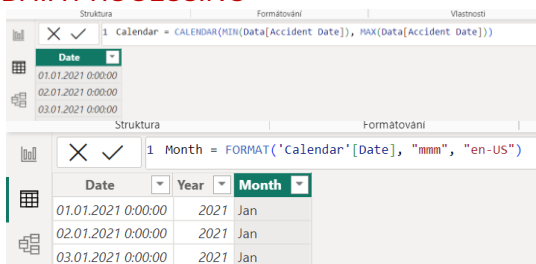 Struktura Formátování Vlastnosti
1 Calendar = CALENDAR(MIN(Data[Accident Date]), MAX(Data[Accident Date]))
Date
01.01.2021 0:00:00
02.01.2021 0:00:00
03.01.2021 0:00:00
Struktura Formátování
1 Month = FORMAT('Calendar'[Date], "mmm", "en-US")
Date Year Month
01.01.2021 0:00:00 2021 Jan
02.01.2021 0:00:00 2021 Jan
03.01.2021 0:00:00 2021 Jan